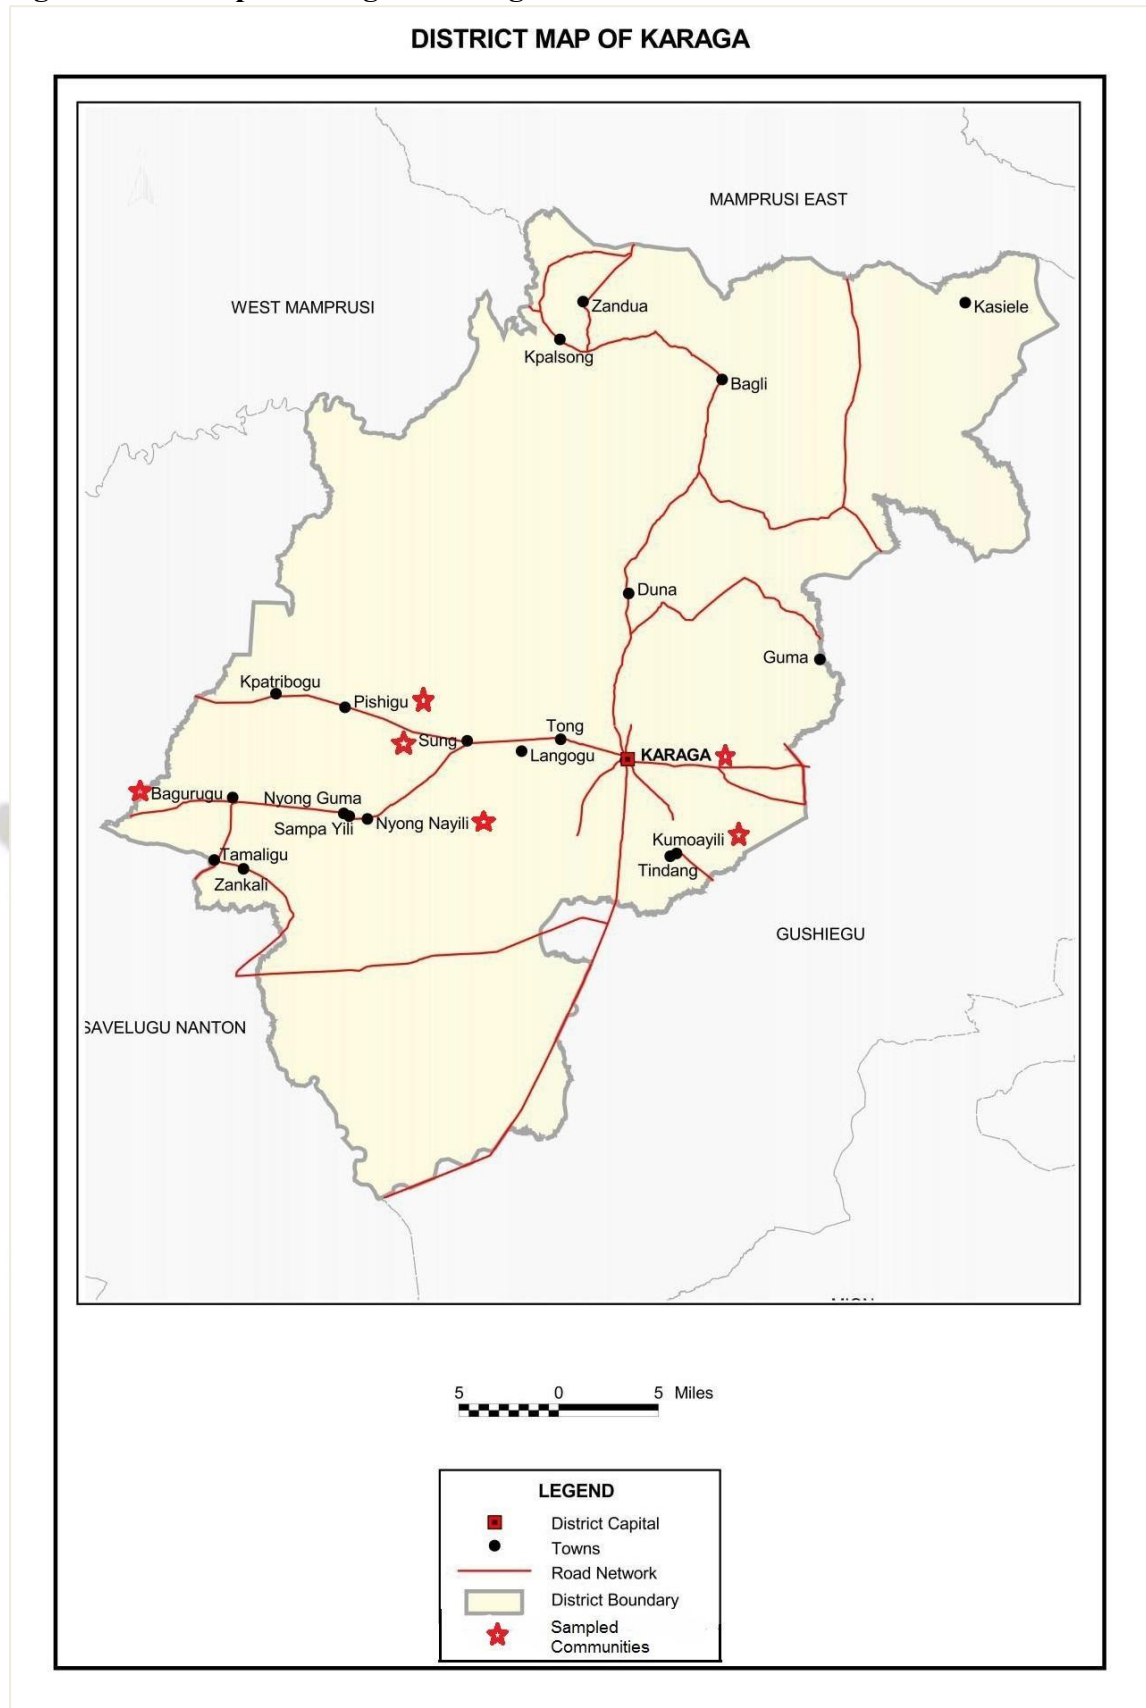 DISTRICT MAP OF KARAGA
MAMPRUSI EAST
WEST MAMPRUSI
Zandua
Kasiele
Kpalsong
Bagli
Duna
Guma
Kpatribogu
Pishigu
Tong
Sung
Langogu
KARAGA
Bagurugu
Nyong Guma
Sampa Yili
Nyong Nayili
Kumoayili
Tindang
Tamaligu
Zankali
GUSHIEGU
SAVELUGU NANTON
5 0 5 Miles
LEGEND
District Capital
Towns
Road Network
District Boundary
Sampled
Communities